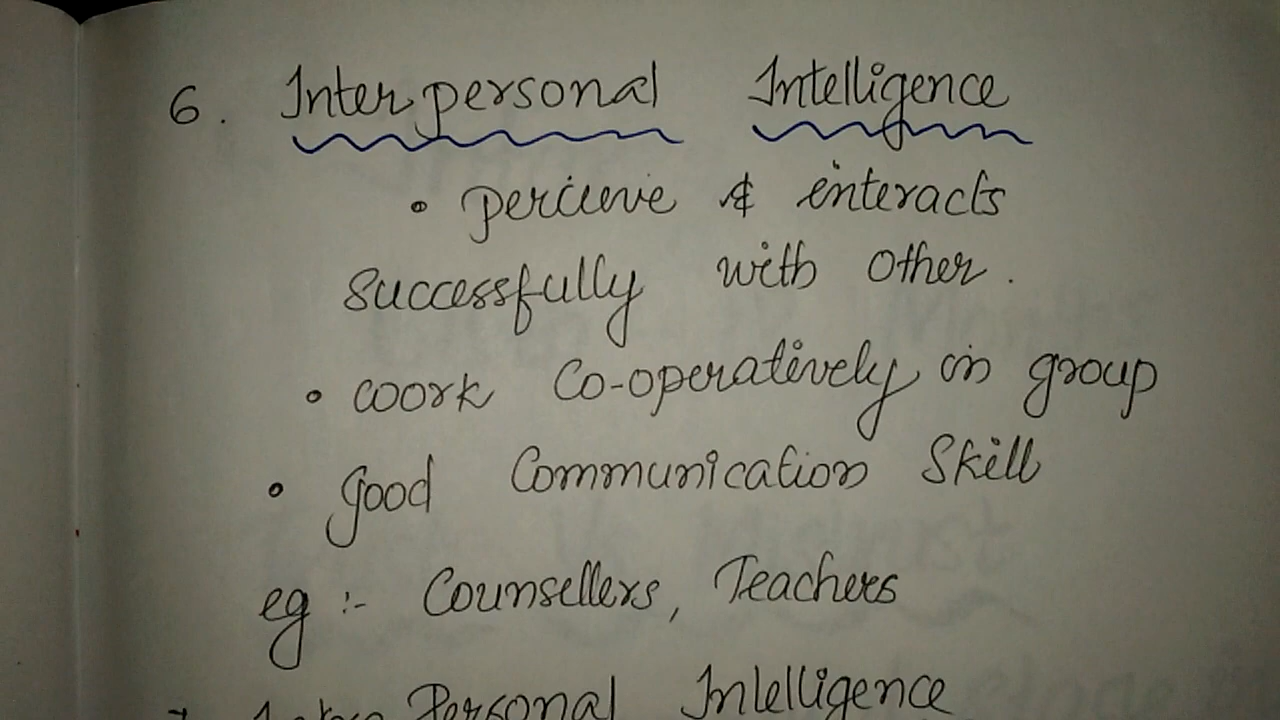 6. Interpersonal Intelligence
• percieve & interacts
successfully with other.
• work Co-operatively in group
• good Communication Skill
eg :- Counsellers, Teachers
Personal Intelligence